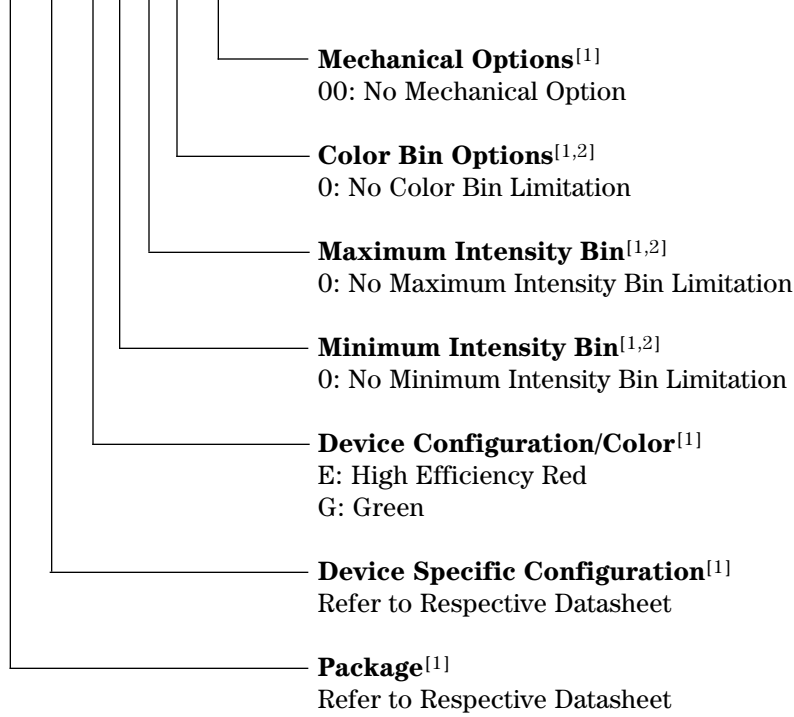 Mechanical Options[1]
00: No Mechanical Option
Color Bin Options[1,2]
0: No Color Bin Limitation
Maximum Intensity Bin[1,2]
0: No Maximum Intensity Bin Limitation
Minimum Intensity Bin[1,2]
0: No Minimum Intensity Bin Limitation
Device Configuration/Color[1]
E: High Efficiency Red
G: Green
Device Specific Configuration[1]
Refer to Respective Datasheet
Package[1]
Refer to Respective Datasheet